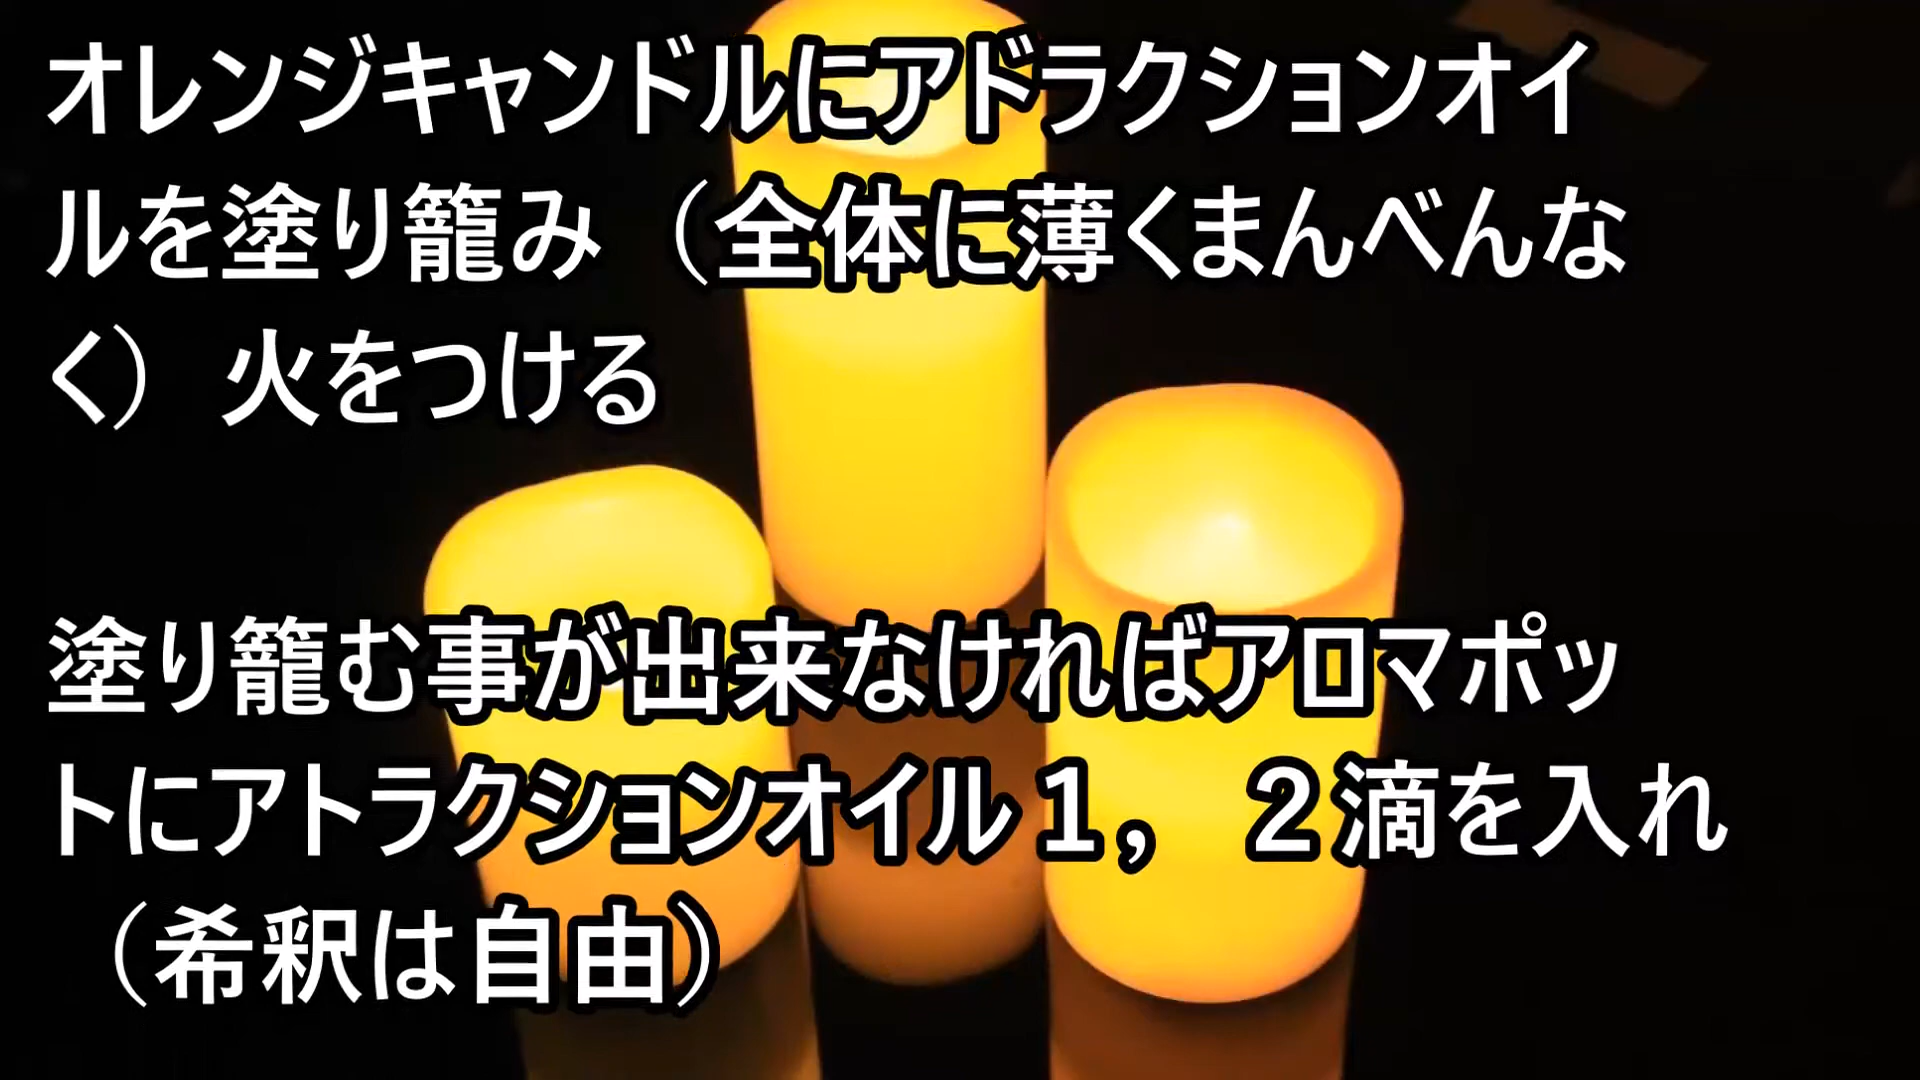 オレンジキャンドルにアドラクションオイ
ルを塗り籠み（全体に薄くまんべんな
く）火をつける
塗り籠む事が出来なければアロマポッ
トにアトラクションオイル１，２滴を入れ
（希釈は自由）